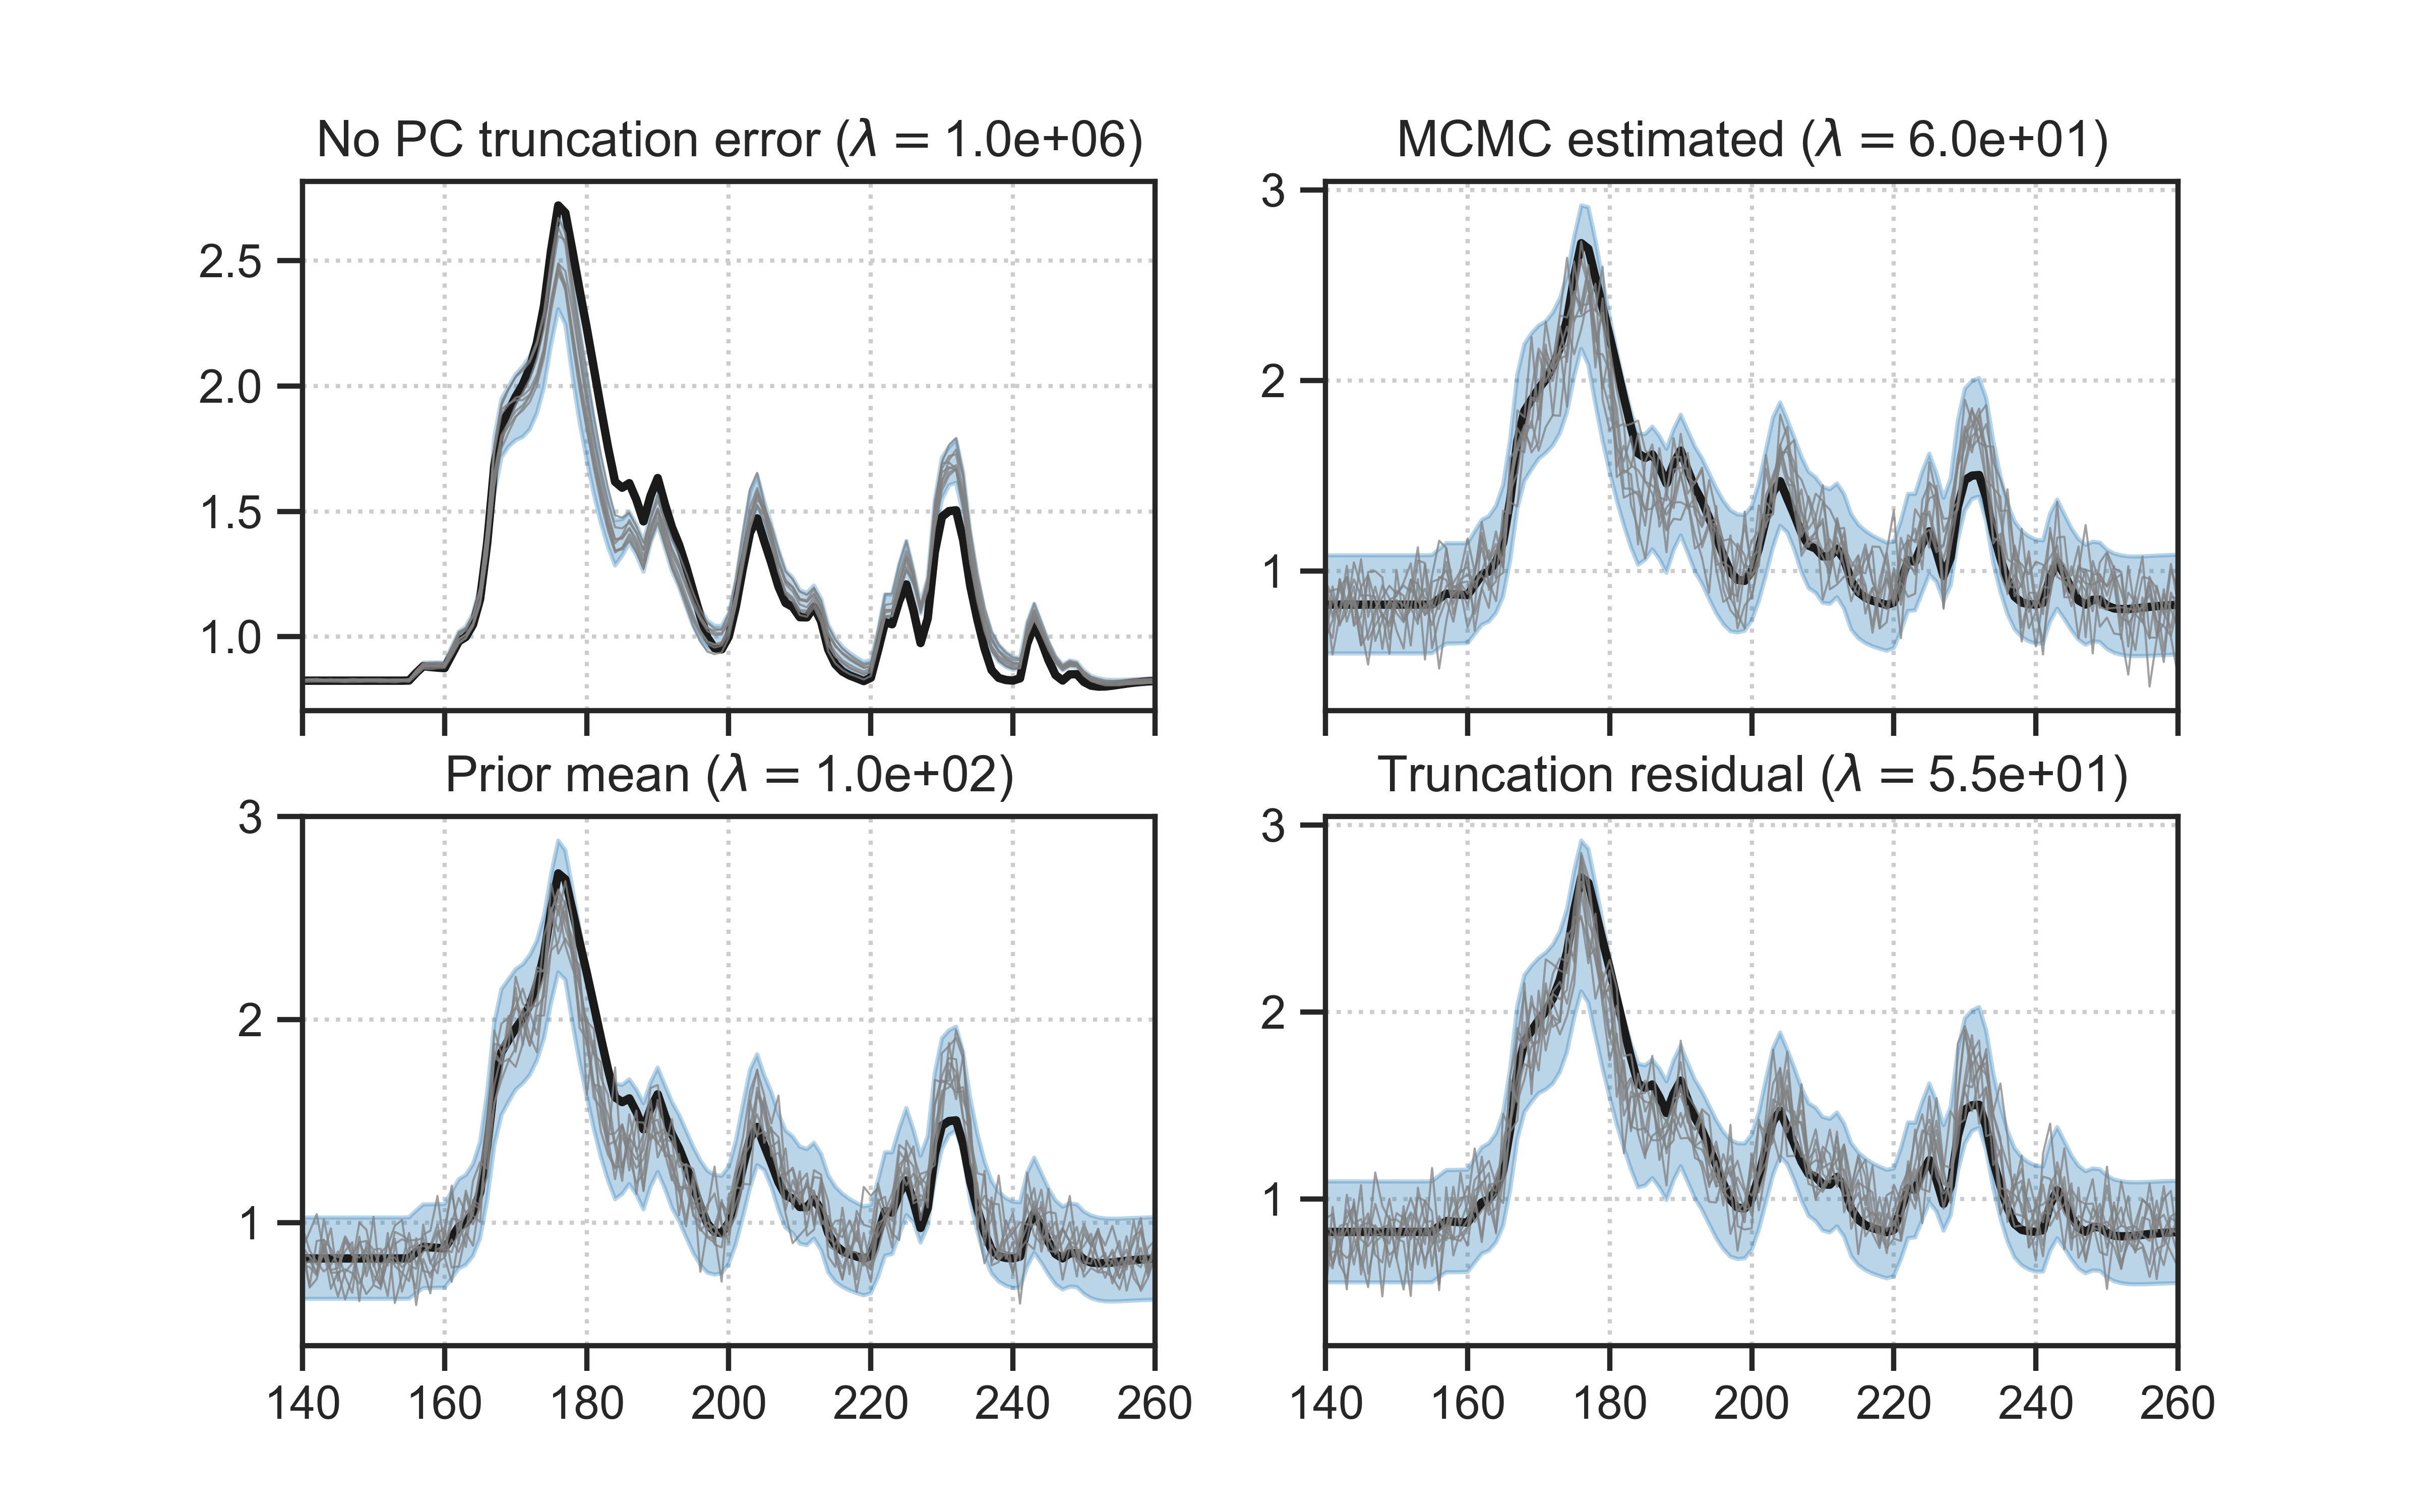 No PC truncation error (λ = 1.0e+06)
2.5
2.0
1.5
1.0
MCMC estimated (λ = 6.0e+01)
3
2
1
Prior mean (λ = 1.0e+02)
3
2
1
140 160 180 200 220 240 260
Truncation residual (λ = 5.5e+01)
3
2
1
140 160 180 200 220 240 260